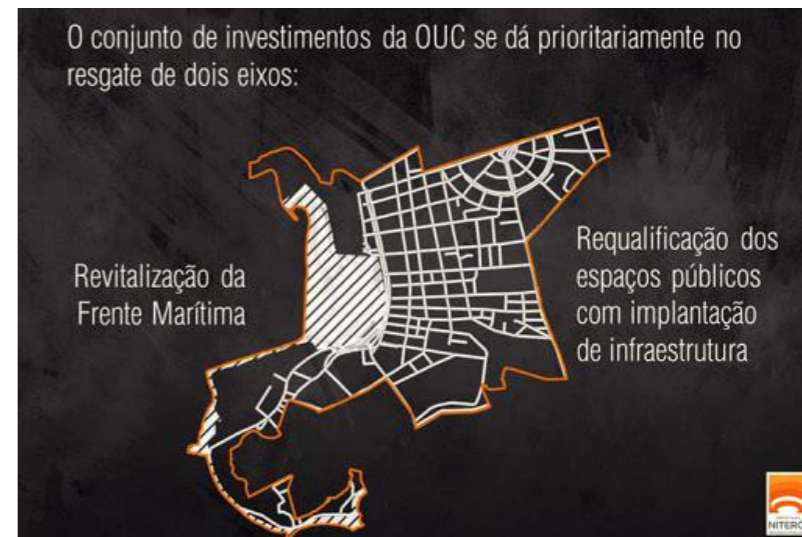 O conjunto de investimentos da OUC se dá prioritariamente no
resgate de dois eixos:
Revitalização da
Frente Marítima
Requalificação dos
espaços públicos
com implantação
de infraestrutura